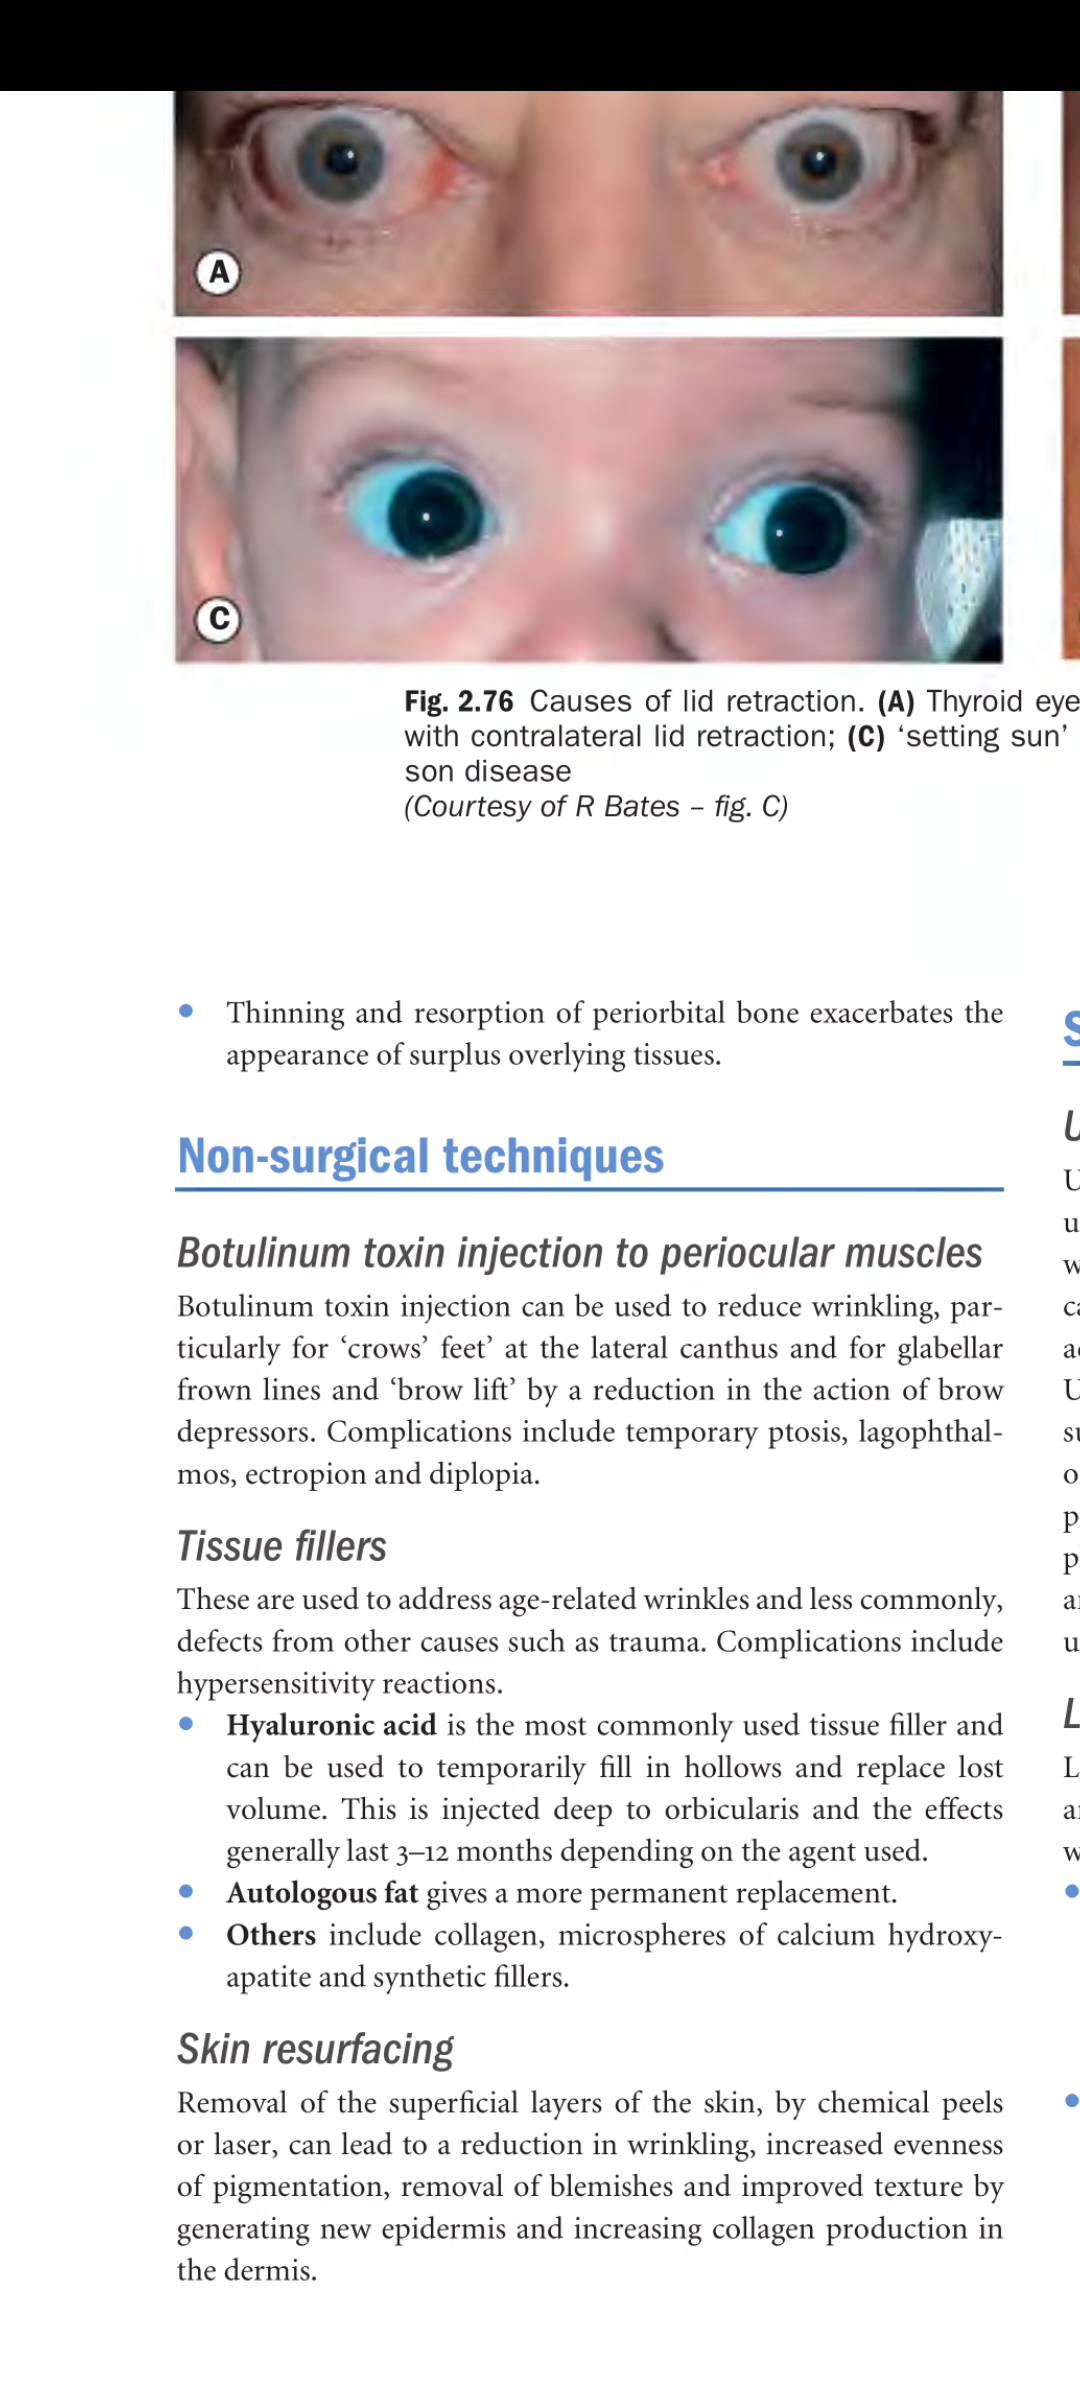 A
C
Fig. 2.76 Causes of lid retraction. (A) Thyroid eye
with contralateral lid retraction; (C) ‘setting sun’
son disease
(Courtesy of R Bates – fig. C)
• Thinning and resorption of periorbital bone exacerbates the
appearance of surplus overlying tissues.
Non-surgical techniques
Botulinum toxin injection to periocular muscles
Botulinum toxin injection can be used to reduce wrinkling, par-
ticularly for ‘crows’ feet’ at the lateral canthus and for glabellar
frown lines and ‘brow lift’ by a reduction in the action of brow
depressors. Complications include temporary ptosis, lagophthal-
mos, ectropion and diplopia.
Tissue fillers
These are used to address age-related wrinkles and less commonly,
defects from other causes such as trauma. Complications include
hypersensitivity reactions.
• Hyaluronic acid is the most commonly used tissue filler and
can be used to temporarily fill in hollows and replace lost
volume. This is injected deep to orbicularis and the effects
generally last 3–12 months depending on the agent used.
• Autologous fat gives a more permanent replacement.
• Others include collagen, microspheres of calcium hydroxy-
apatite and synthetic fillers.
Skin resurfacing
Removal of the superficial layers of the skin, by chemical peels
or laser, can lead to a reduction in wrinkling, increased evenness
of pigmentation, removal of blemishes and improved texture by
generating new epidermis and increasing collagen production in
the dermis.